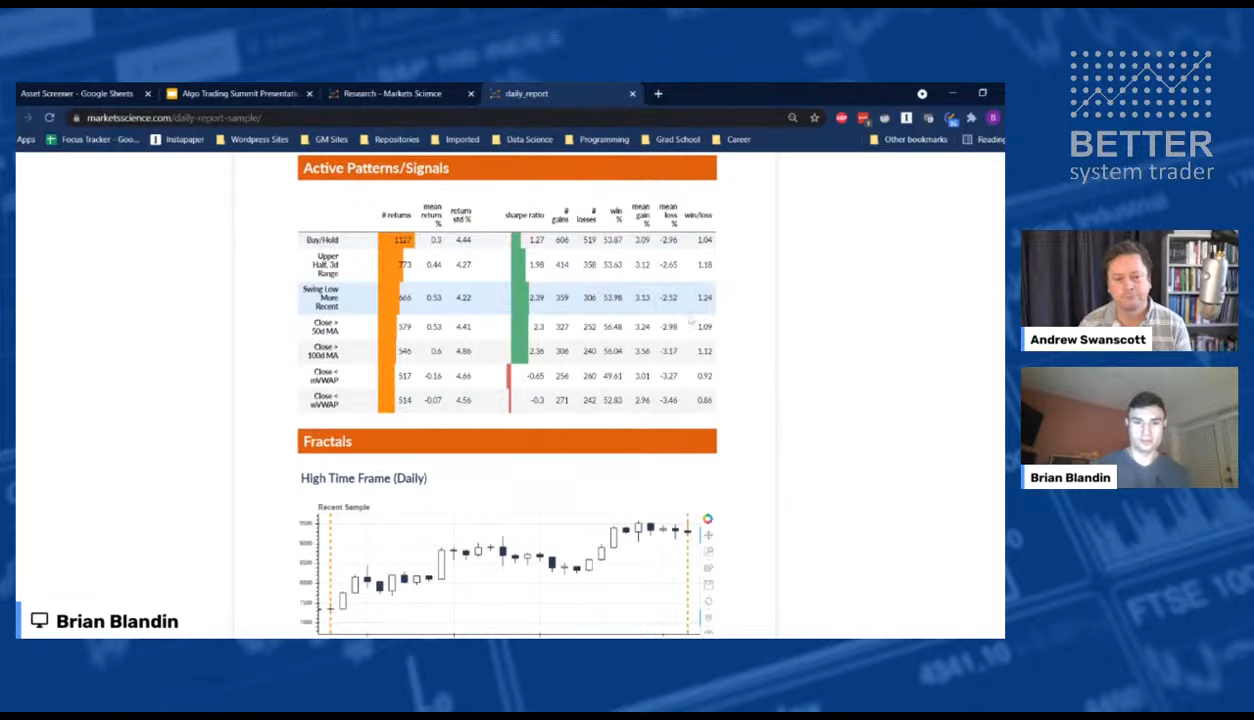 Asset Screener - Google Sheets
Algo Trading Summit Presentatio
Research - Markets Science
daily_report
marketsscience.com/daily-report-sample/
Apps
Focus Tracker - Goo...
Instapaper
Wordpress Sites
GM Sites
Repositories
Imported
Data Science
Programming
Grad School
Career
Other bookmarks
Reading
Active Patterns/Signals
# returns mean return % return std % sharpe ratio # gains # losses win % mean gain % mean loss % win/loss
Buy/Hold 1127 0.3 4.44 1.27 606 519 53.87 3.09 -2.96 1.04
Upper Half, 3d Range 773 0.44 4.27 1.98 414 358 53.63 3.12 -2.65 1.18
Swing Low More Recent 666 0.53 4.22 2.39 359 306 53.98 3.13 -2.52 1.24
Close > 50d MA 579 0.53 4.41 2.3 327 252 56.48 3.24 -2.98 1.09
Close > 100d MA 546 0.6 4.86 2.36 306 240 56.04 3.56 -3.17 1.12
Close < mVWAP 517 -0.16 4.66 -0.65 256 260 49.61 3.01 -3.27 0.92
Close < wVWAP 514 -0.07 4.56 -0.3 271 242 52.83 2.96 -3.46 0.86
Fractals
High Time Frame (Daily)
Recent Sample
9500
9000
8500
8000
7500
7000
Brian Blandin
BETTER
system trader
Andrew Swanscott
Brian Blandin
FTSE 100
4341.10